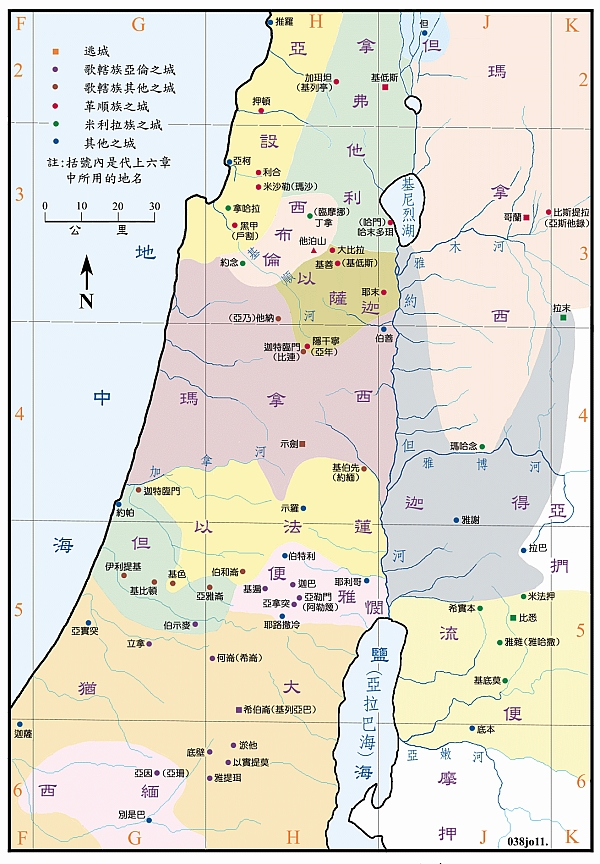 F
G
H
J
K
2
3
4
5
6
逃城
歌轄族亞倫之城
歌轄族其他之城
革順族之城
米利拉族之城
其他之城
註:括號內是代上六章
中所用的地名
0 10 20 30
公里
N
地
中
海
推羅
但
亞
設
拿
弗
他
利
但
瑪
拿
西
加珥坦
(基列亭)
基低斯
押頓
亞柯
利合
米沙勒(瑪沙)
拿哈拉
黑甲
(戶割)
約念
西
布
倫
(臨摩挪)
丁拿
他泊山
大比拉
基善(基低斯)
(哈門)
哈末多珥
基尼烈湖
哥蘭
比斯提拉
(亞斯他錄)
雅木河
基順河
以
薩
迦
耶末
約
但
河
拉末
(亞乃)他納
隱干寧
(亞年)
迦特臨門
(比連)
伯善
瑪
拿
西
示劍
瑪哈念
雅博河
加拿河
基伯先
(約緬)
迦特臨門
約帕
示羅
以
法
蓮
迦
得
亞
捫
雅謝
拉巴
但
伊利提基
基比頓
基色
伯和崙
亞雅崙
伯特利
便
雅
憫
基遍
迦巴
亞勒門
(阿勒篾)
亞拿突
耶利哥
耶路撒冷
米法押
希實本
比悉
流
便
雅雜(雅哈撒)
基底莫
底本
亞嫩河
摩
押
亞實突
伯示麥
立拿
何崙(希崙)
猶
大
鹽
(亞拉巴海)
海
希伯崙(基列亞巴)
迦薩
淤他
底璧
以實提莫
亞因(亞珊)
雅提珥
西
緬
別是巴
038jo11.
F
G
H
J
K